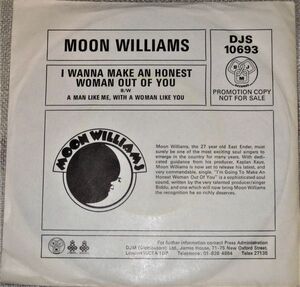 MOON WILLIAMS
DJS
10693
I WANNA MAKE AN HONEST
WOMAN OUT OF YOU
B/W
A MAN LIKE ME, WITH A WOMAN LIKE YOU
DJM
PROMOTION COPY
NOT FOR SALE
MOON WILLIAMS
Moon Williams, the 27 year old East Ender, must
surely be one of the most exciting soul singers to
emerge in the country for many years. With dedi-
cated guidance from his producer, Kaplan Kaye,
Moon Williams is now set to release his latest, and
very commendable, single, "I'm Going To Make An
Honest Woman Out Of You" is a sophisticated soul
sound, written by the very talented producer/singer
Biddu, and one which will now bring Moon Williams
the recognition he so richly deserves.
For further information contact Press Administration
DJM (Distributors) Ltd., James House, 71-75 New Oxford Street,
London WC1A 1DP Telephone: 01-836 4864 Telex 27135